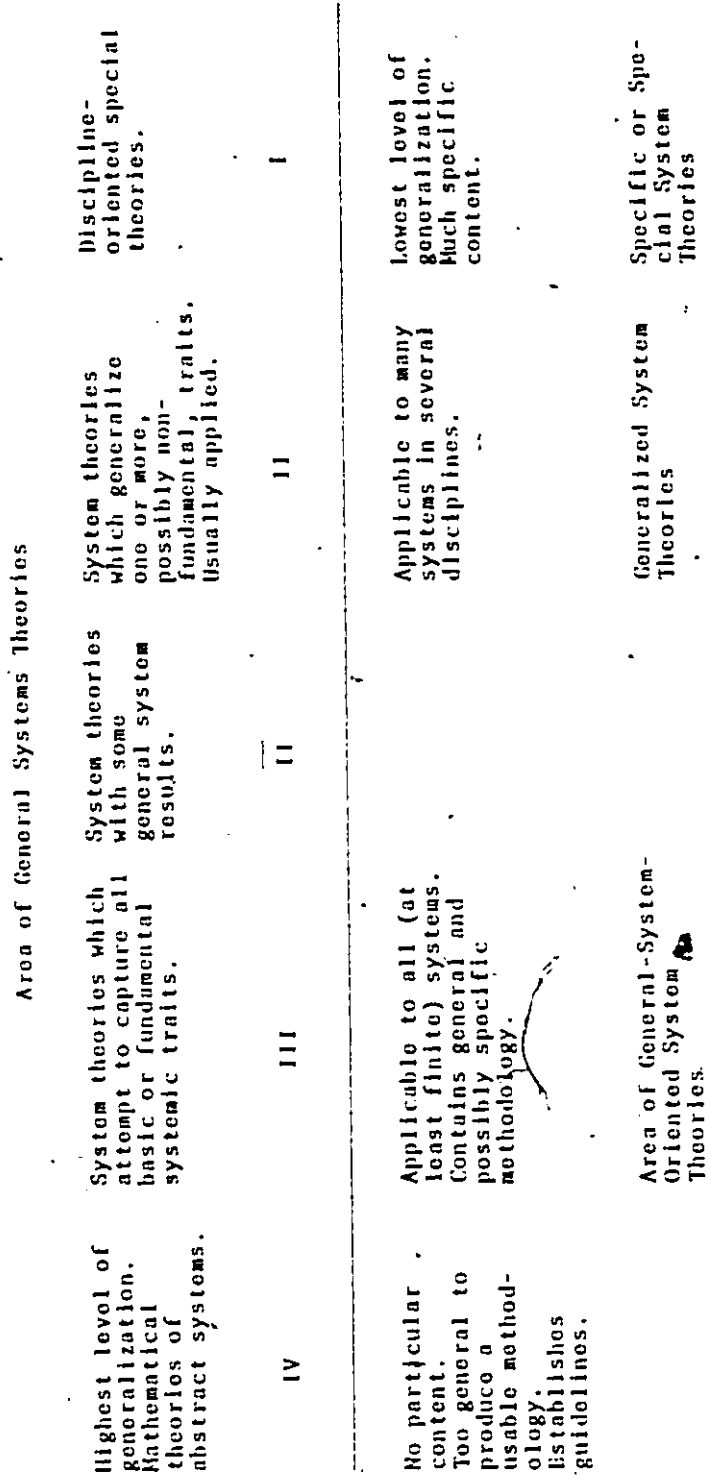 Area of General Systems Theories
Highest level of
generalization.
Mathematical
theories of
abstract systems.
IV
System theories which
attempt to capture all
basic or fundamental
systemic traits.
III
System theories
with some
general system
results.
II
System theories
which generalize
one or more,
possibly non-
fundamental, traits.
Usually applied.
II
Discipline-
oriented special
theories.
I
No particular
content.
Too general to
produce a
usable method-
ology.
Establishes
guidelines.
Applicable to all (at
least finite) systems.
Contains general and
possibly specific
methodology.
Applicable to many
systems in several
disciplines.
Lowest level of
generalization.
Much specific
content.
Area of General-System-
Oriented System
Theories.
Generalized System
Theories
Specific or Spe-
cial System
Theories